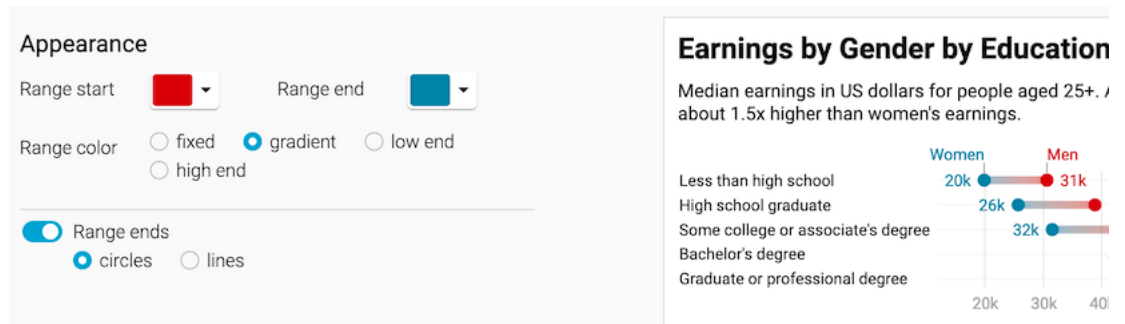 Appearance
Range start
Range end
Range color
fixed
gradient
low end
high end
Range ends
circles
lines
Earnings by Gender by Education
Median earnings in US dollars for people aged 25+.
about 1.5x higher than women's earnings.
Women Men
Less than high school 20k 31k
High school graduate 26k
Some college or associate's degree 32k
Bachelor's degree
Graduate or professional degree
20k 30k 40